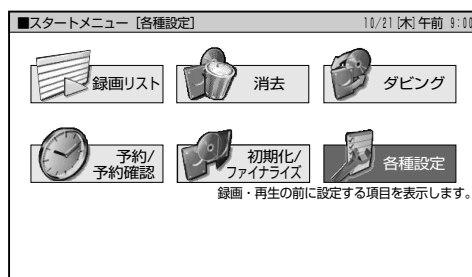 ■スタートメニュー [各種設定] 10/21[木]午前 9:00
録画リスト 消去 ダビング
予約/ 初期化/ 各種設定
予約確認 ファイナライズ
録画・再生の前に設定する項目を表示します。